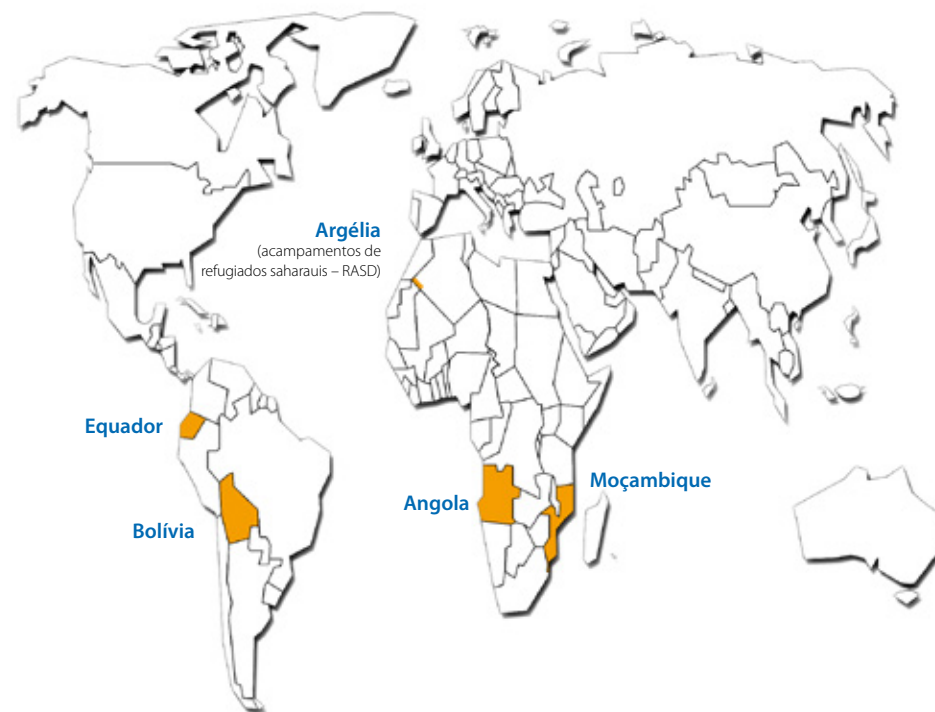 Argélia
(acampamentos de
refugiados saharauis – RASD)
Equador
Bolívia
Angola
Moçambique